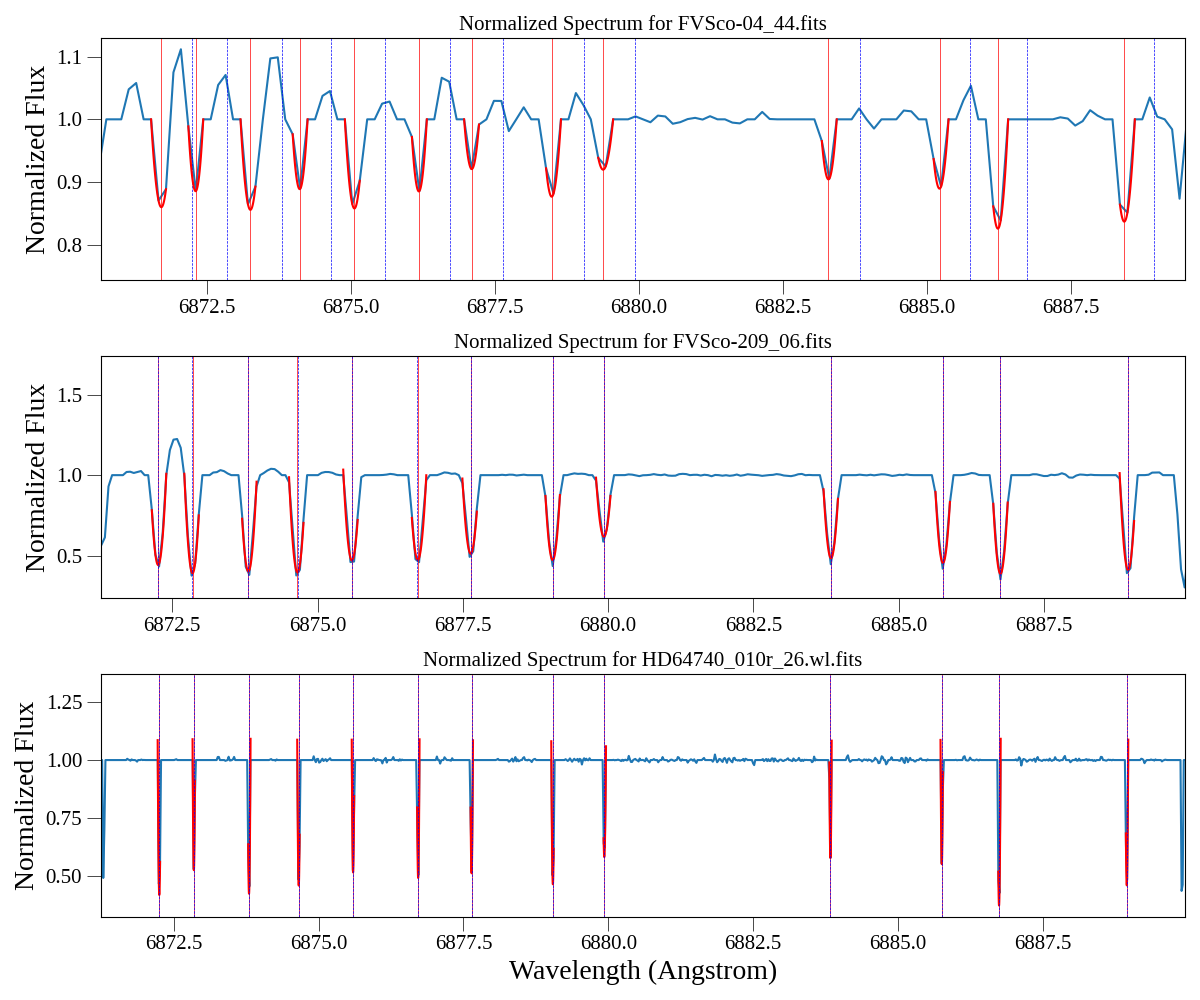 Normalized Spectrum for FVSco-04_44.fits
Normalized Flux
1.1
1.0
0.9
0.8
6872.5 6875.0 6877.5 6880.0 6882.5 6885.0 6887.5
Normalized Spectrum for FVSco-209_06.fits
Normalized Flux
1.5
1.0
0.5
6872.5 6875.0 6877.5 6880.0 6882.5 6885.0 6887.5
Normalized Spectrum for HD64740_010r_26.wl.fits
Normalized Flux
1.25
1.00
0.75
0.50
6872.5 6875.0 6877.5 6880.0 6882.5 6885.0 6887.5
Wavelength (Angstrom)